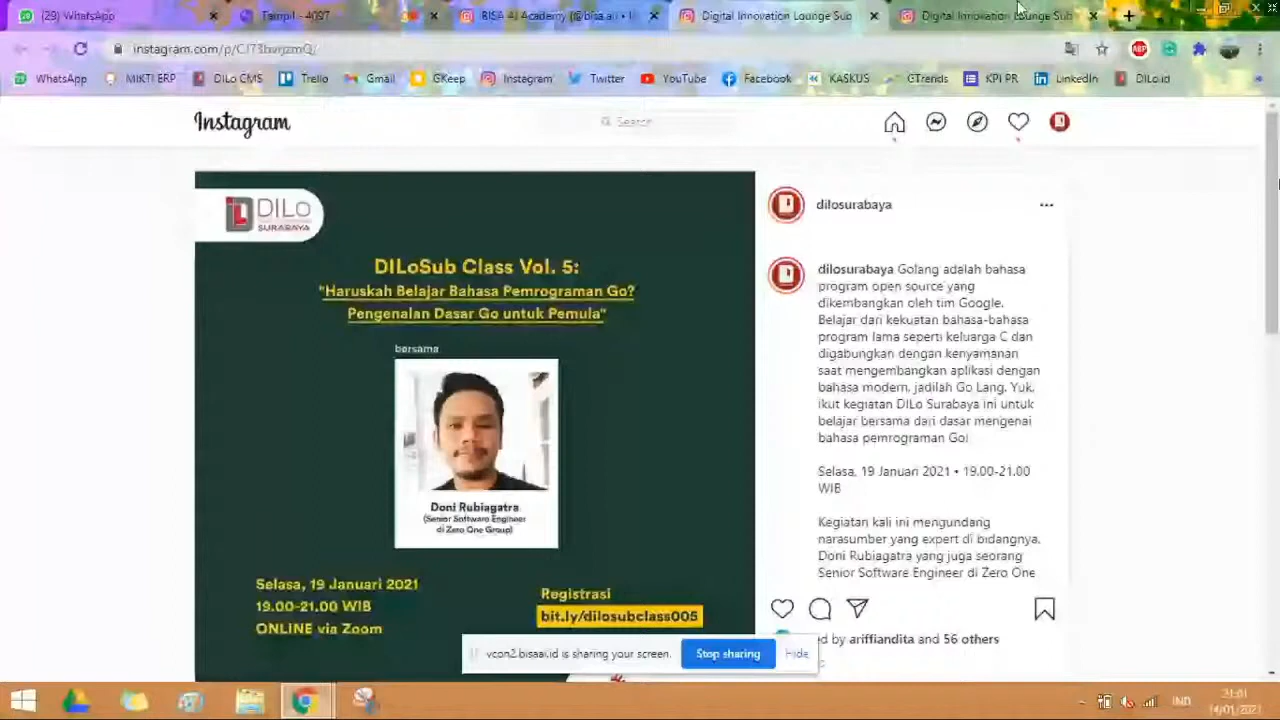 (29) WhatsApp
Tampil - 4097
BISA AI Academy (@bisa.ai) • I
Digital Innovation Lounge Sub
Digital Innovation Lounge Sub
WhatsApp
MIKTI ERP
DiLo CMS
Trello
Gmail
GKeep
Instagram
Twitter
YouTube
Facebook
KASKUS
GTrends
KPI PR
LinkedIn
DiLo.id
Instagram
Search
DILo
SURABAYA
DILoSub Class Vol. 5:
"Haruskah Belajar Bahasa Pemrograman Go?
Pengenalan Dasar Go untuk Pemula"
bersama
Doni Rubiagatra
(Senior Software Engineer
di Zero One Group)
Selasa, 19 Januari 2021
19.00-21.00 WIB
ONLINE via Zoom
Registrasi
bit.ly/dilosubclass005
dilosurabaya
dilosurabaya Golang adalah bahasa
program open source yang
dikembangkan oleh tim Google.
Belajar dari kekuatan bahasa-bahasa
program lama seperti keluarga C dan
digabungkan dengan kenyamanan
saat mengembangkan aplikasi dengan
bahasa modern, jadilah Go Lang. Yuk,
ikut kegiatan DILo Surabaya ini untuk
belajar bersama dari dasar mengenai
bahasa pemrograman Go!
Selasa, 19 Januari 2021 • 19.00-21.00
WIB
Kegiatan kali ini mengundang
narasumber yang expert di bidangnya.
Doni Rubiagatra yang juga seorang
Senior Software Engineer di Zero One
by ariffiandita and 56 others
vcon2.bisaai.id is sharing your screen.
Stop sharing
Hide
IND
21:01
14/01/2021